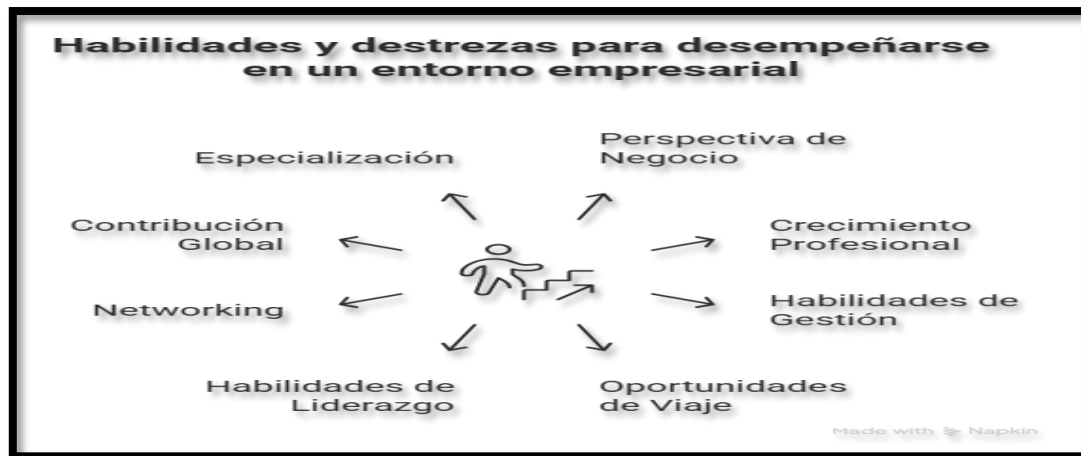 Habilidades y destrezas para desempeñarse
en un entorno empresarial
Especialización
Perspectiva de
Negocio
Contribución
Global
Crecimiento
Profesional
Networking
Habilidades de
Gestión
Habilidades de
Liderazgo
Oportunidades
de Viaje
Made with Napkin